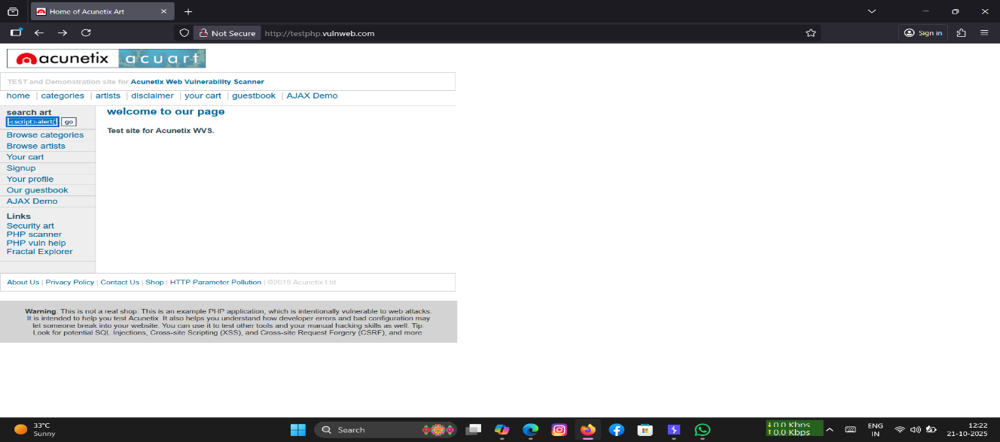 Home of Acunetix Art
Not Secure http://testphp.vulnweb.com
Sign in
acunetix acuart
TEST and Demonstration site for Acunetix Web Vulnerability Scanner
home | categories | artists | disclaimer | your cart | guestbook | AJAX Demo
search art
<script>alert( go
Browse categories
Browse artists
Your cart
Signup
Your profile
Our guestbook
AJAX Demo
Links
Security art
PHP scanner
PHP vuln help
Fractal Explorer
welcome to our page
Test site for Acunetix WVS.
About Us | Privacy Policy | Contact Us | Shop | HTTP Parameter Pollution | ©2019 Acunetix Ltd
Warning: This is not a real shop. This is an example PHP application, which is intentionally vulnerable to web attacks.
It is intended to help you test Acunetix. It also helps you understand how developer errors and bad configuration may
let someone break into your website. You can use it to test other tools and your manual hacking skills as well. Tip:
Look for potential SQL Injections, Cross-site Scripting (XSS), and Cross-site Request Forgery (CSRF), and more.
33°C
Sunny
Search
0.0 Kbps
0.0 Kbps
ENG
IN
12:22
21-10-2025